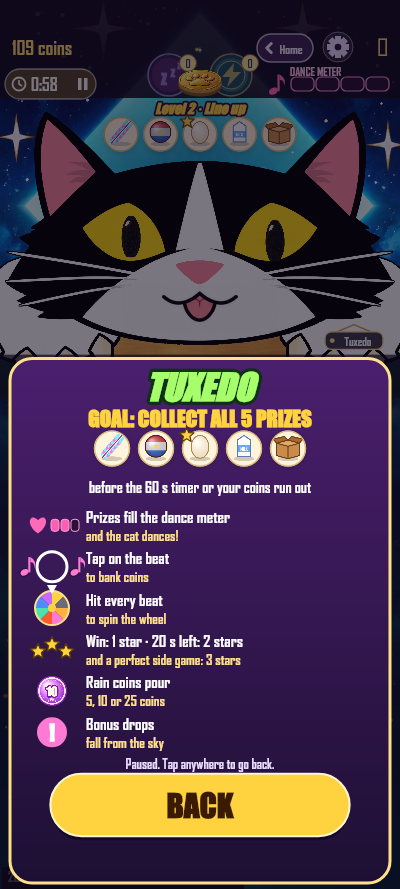 109 coins
Home
0
0
0:58
DANCE METER
Level 2 · Line up
MILK
Tuxedo
TUXEDO
GOAL: COLLECT ALL 5 PRIZES
MILK
before the 60 s timer or your coins run out
Prizes fill the dance meter
and the cat dances!
Tap on the beat
to bank coins
Hit every beat
to spin the wheel
Win: 1 star · 20 s left: 2 stars
and a perfect side game: 3 stars
10
Rain coins pour
5, 10 or 25 coins
!
Bonus drops
fall from the sky
Paused. Tap anywhere to go back.
BACK